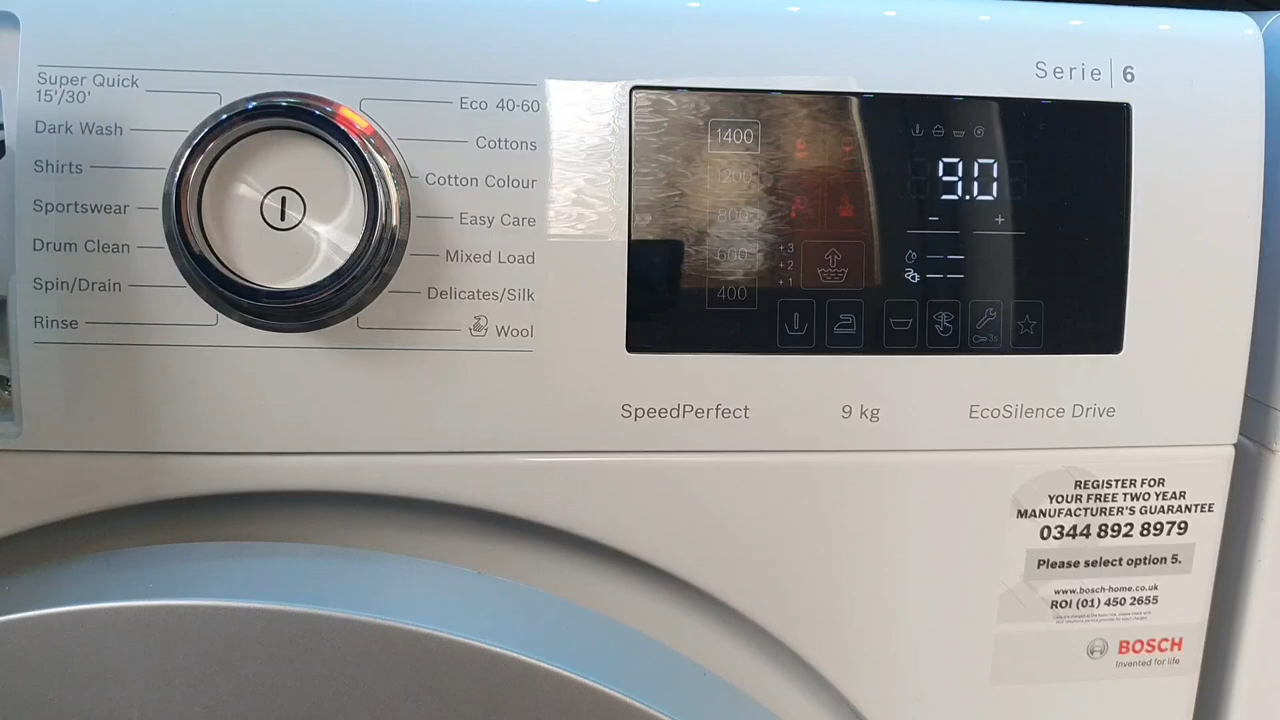 Serie | 6
Super Quick
15'/30'
Dark Wash
Shirts
Sportswear
Drum Clean
Spin/Drain
Rinse
Eco 40-60
Cottons
Cotton Colour
Easy Care
Mixed Load
Delicates/Silk
Wool
1400
1200
800
600
400
+3
+2
+1
9.0
− +
3s
SpeedPerfect 9 kg EcoSilence Drive
REGISTER FOR
YOUR FREE TWO YEAR
MANUFACTURER'S GUARANTEE
0344 892 8979
Please select option 5.
www.bosch-home.co.uk
ROI (01) 450 2655
BOSCH
Invented for life